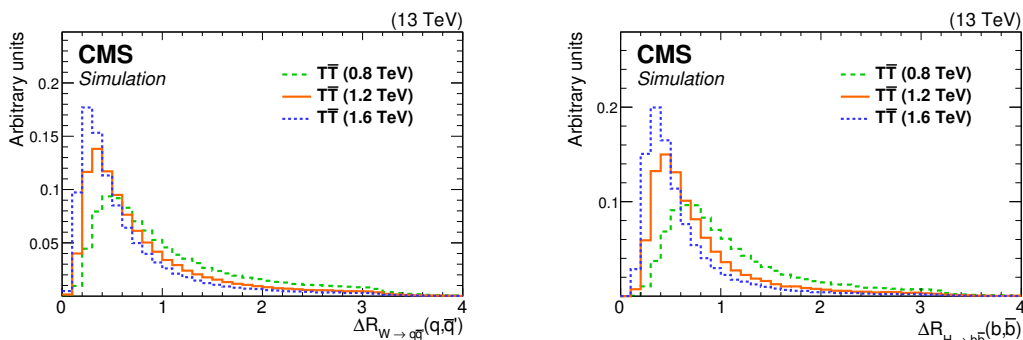 (13 TeV)
Arbitrary units
CMS
Simulation
TT̅ (0.8 TeV)
TT̅ (1.2 TeV)
TT̅ (1.6 TeV)
0.2
0.15
0.1
0.05
0 1 2 3 4
ΔR_{W→qq̅'}(q,q̅')
(13 TeV)
Arbitrary units
CMS
Simulation
TT̅ (0.8 TeV)
TT̅ (1.2 TeV)
TT̅ (1.6 TeV)
0.2
0.1
0 1 2 3 4
ΔR_{H→bb̅}(b,b̅)